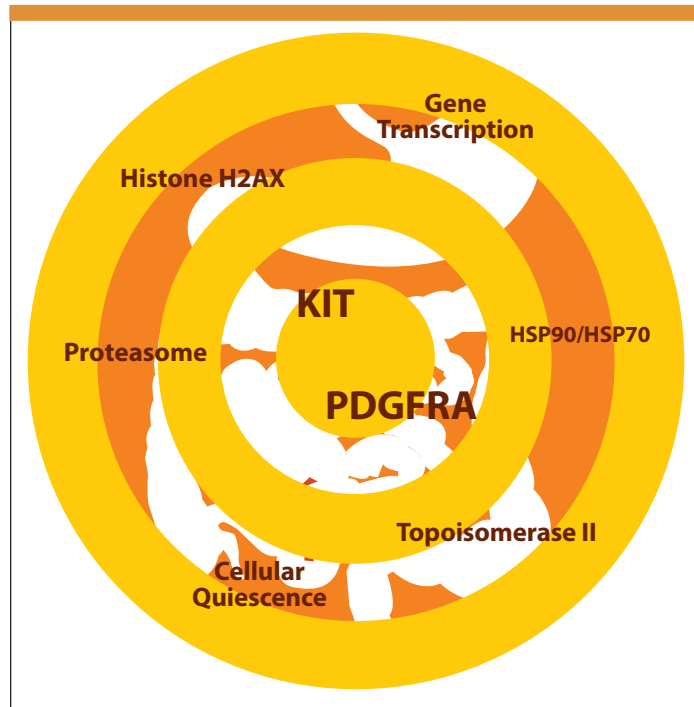 Gene
Transcription
Histone H2AX
KIT
HSP90/HSP70
Proteasome
PDGFRA
Topoisomerase II
Cellular
Quiescence